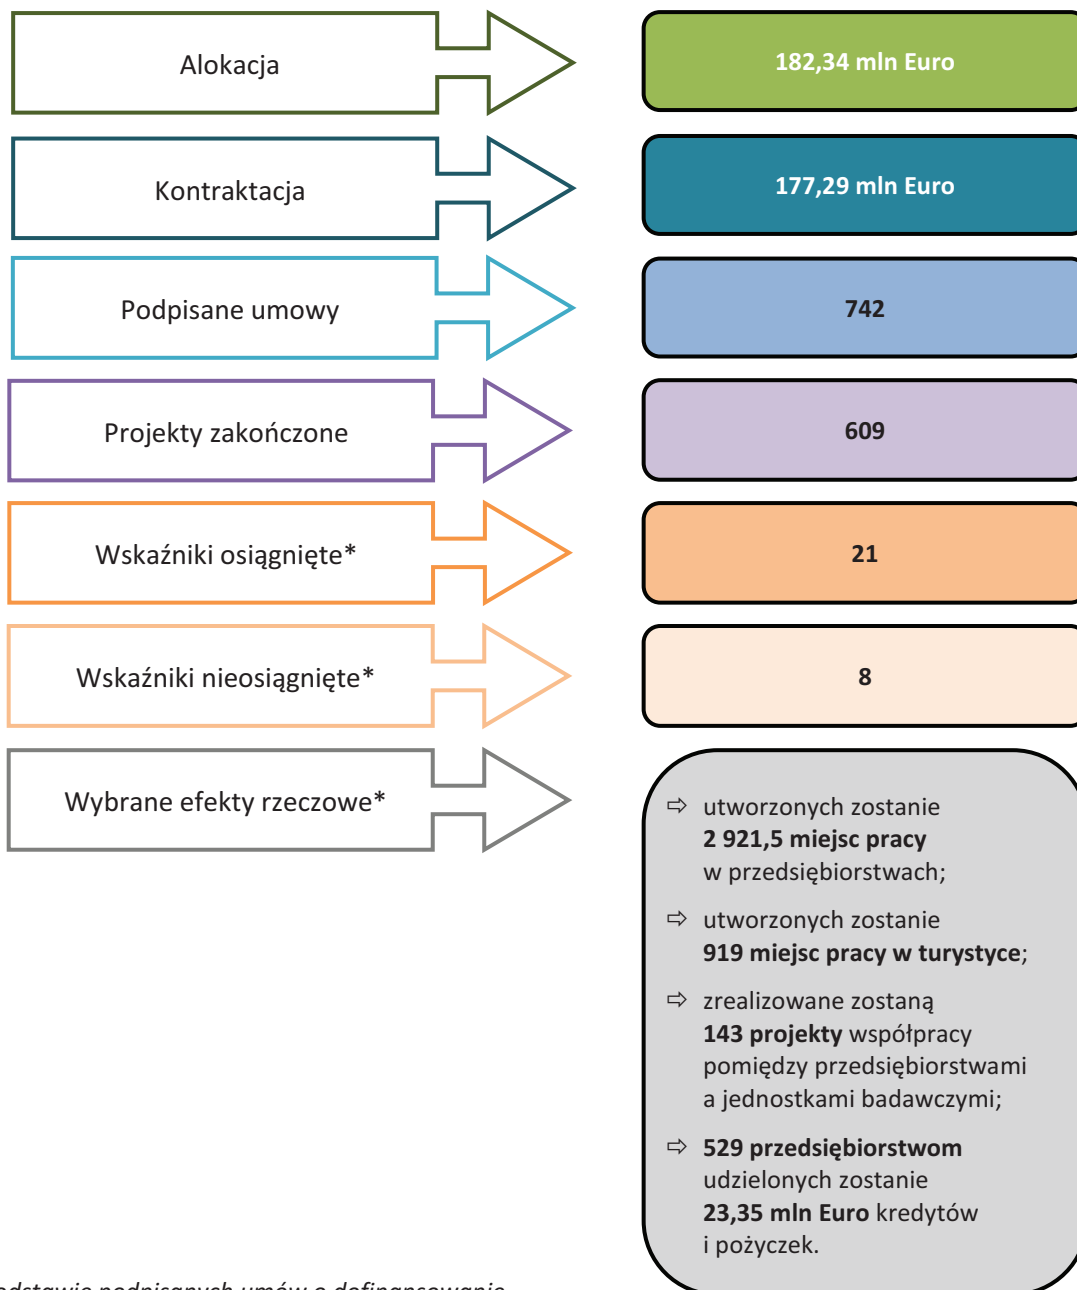 Alokacja
182,34 mln Euro
Kontraktacja
177,29 mln Euro
Podpisane umowy
742
Projekty zakończone
609
Wskaźniki osiągnięte*
21
Wskaźniki nieosiągnięte*
8
Wybrane efekty rzeczowe*
⇨ utworzonych zostanie
2 921,5 miejsc pracy
w przedsiębiorstwach;
⇨ utworzonych zostanie
919 miejsc pracy w turystyce;
⇨ zrealizowane zostaną
143 projekty współpracy
pomiędzy przedsiębiorstwami
a jednostkami badawczymi;
⇨ 529 przedsiębiorstwom
udzielonych zostanie
23,35 mln Euro kredytów
i pożyczek.
podpisanych umów o dofinansowanie